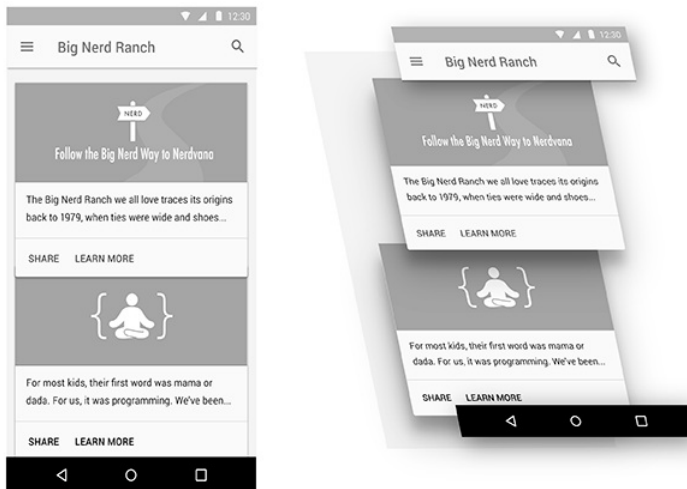 12:30
Big Nerd Ranch
NERD
Follow the Big Nerd Way to Nerdvana
The Big Nerd Ranch we all love traces its origins
back to 1979, when ties were wide and shoes...
SHARE LEARN MORE
For most kids, their first word was mama or
dada. For us, it was programming. We've been...
SHARE LEARN MORE
12:30
Big Nerd Ranch
NERD
Follow the Big Nerd Way to Nerdvana
The Big Nerd Ranch we all love traces its origins
back to 1979, when ties were wide and shoes...
SHARE LEARN MORE
For most kids, their first word was mama or
dada. For us, it was programming. We've been...
SHARE LEARN MORE